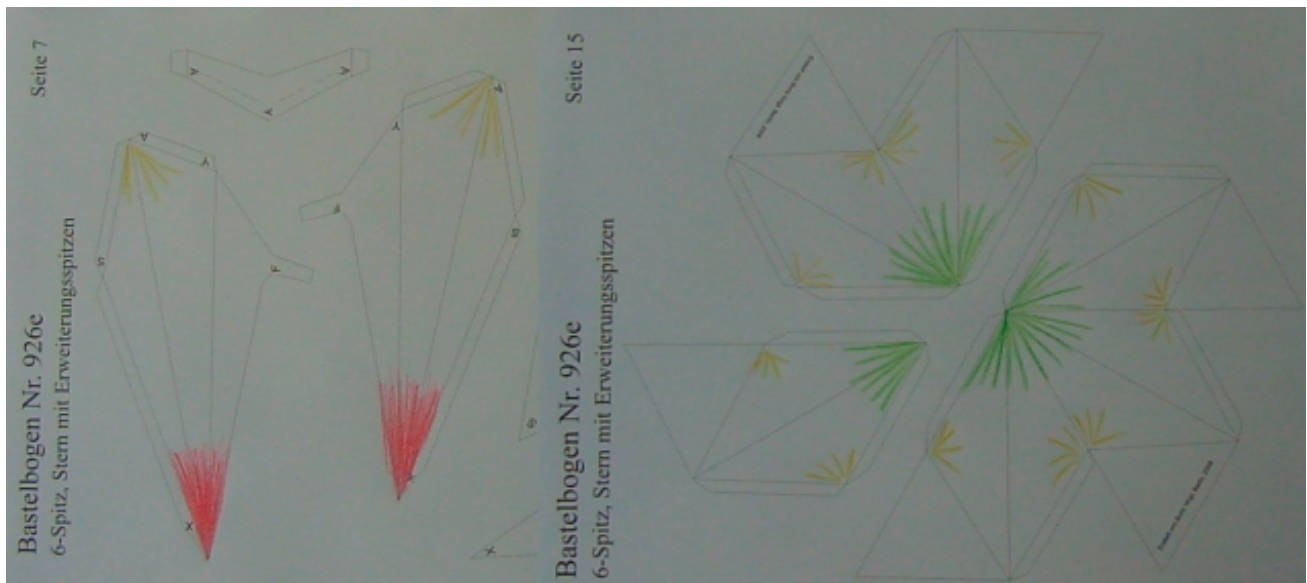 Bastelbogen Nr. 926e
Seite 7
6-Spitz, Stern mit Erweiterungsspitzen
A
Y
S
F
X
A
Y
A
A
Y
S
X
S
X
Bastelbogen Nr. 926e
Seite 15
6-Spitz, Stern mit Erweiterungsspitzen